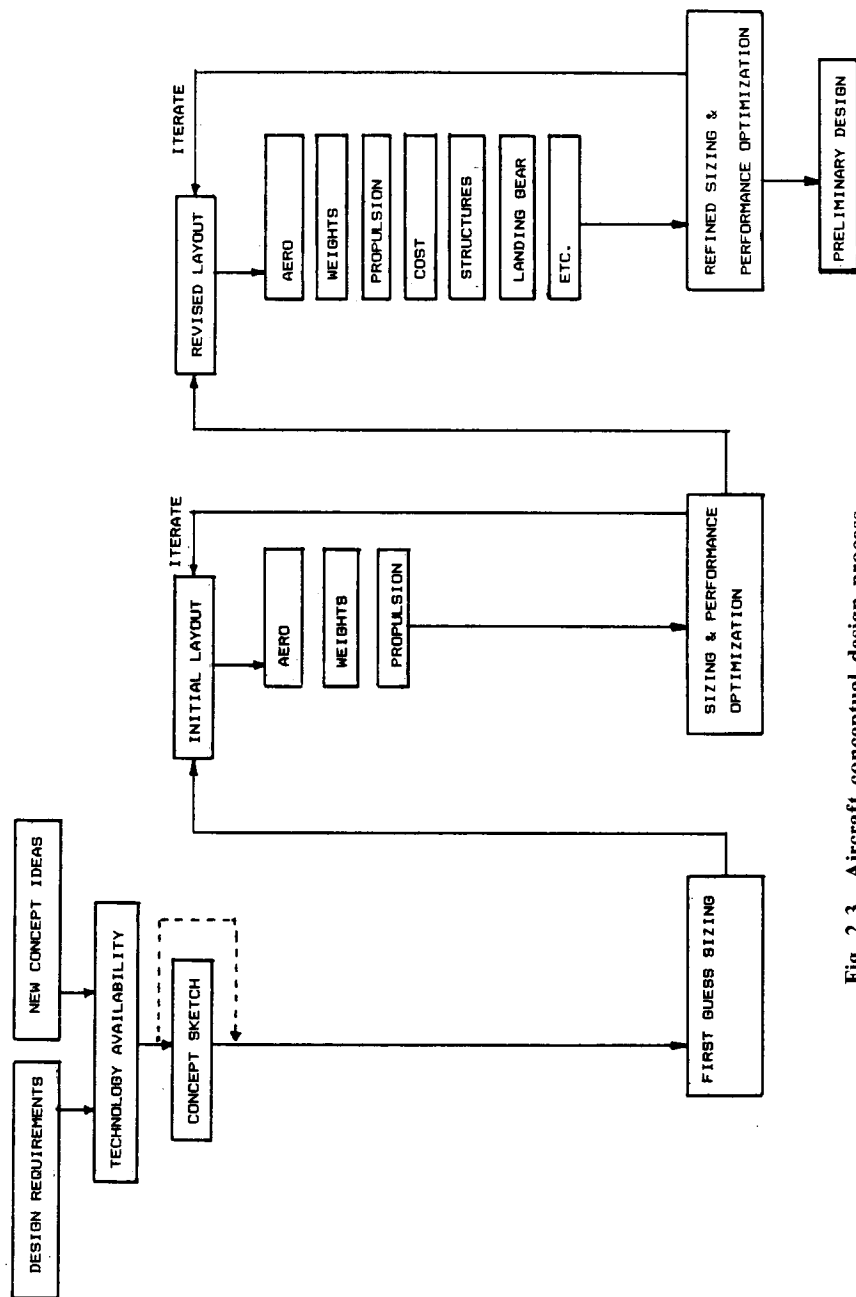 DESIGN REQUIREMENTS
NEW CONCEPT IDEAS
TECHNOLOGY AVAILABILITY
CONCEPT SKETCH
FIRST GUESS SIZING
INITIAL LAYOUT
ITERATE
AERO
WEIGHTS
PROPULSION
SIZING & PERFORMANCE
OPTIMIZATION
REVISED LAYOUT
ITERATE
AERO
WEIGHTS
PROPULSION
COST
STRUCTURES
LANDING GEAR
ETC.
REFINED SIZING &
PERFORMANCE OPTIMIZATION
PRELIMINARY DESIGN
Fig. 2.3 Aircraft conceptual design process.